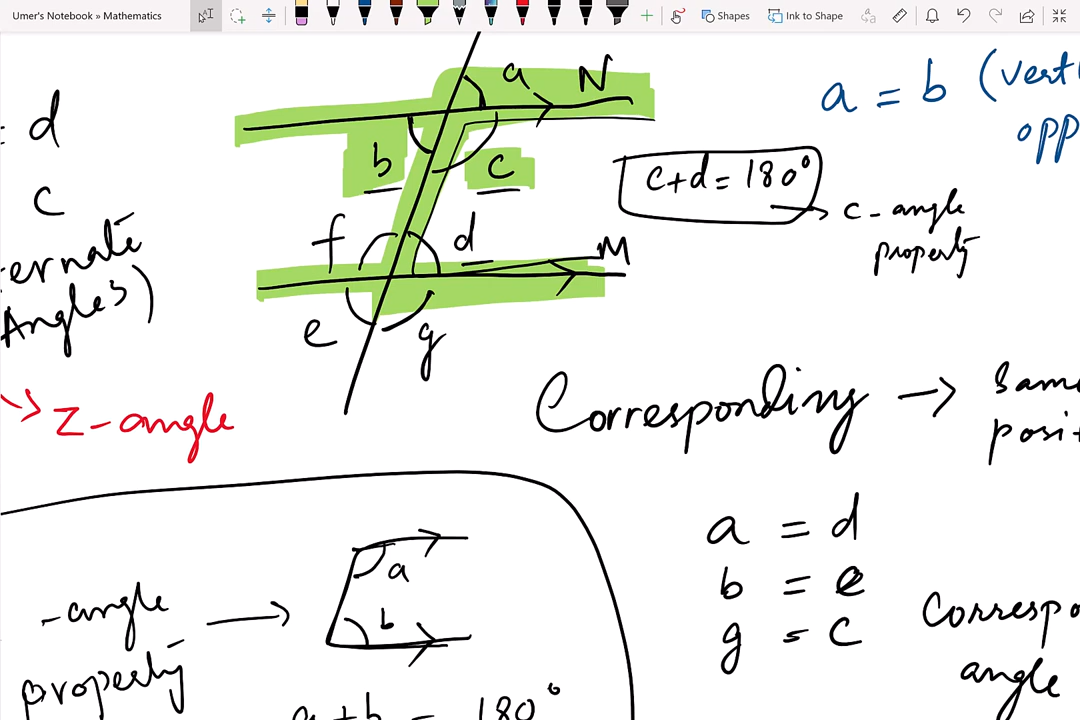 Umer's Notebook » Mathematics
Shapes
Ink to Shape
= d
c
ernate
Angles)
→ Z-angle
a N
b c
f d M
e g
a = b (vert
opp
c+d = 180°
→ c-angle
property
Corresponding → Same
posit
a = d
b = e
g = c
Correspo
angle
-angle
property →
a
b
a+b = 180°